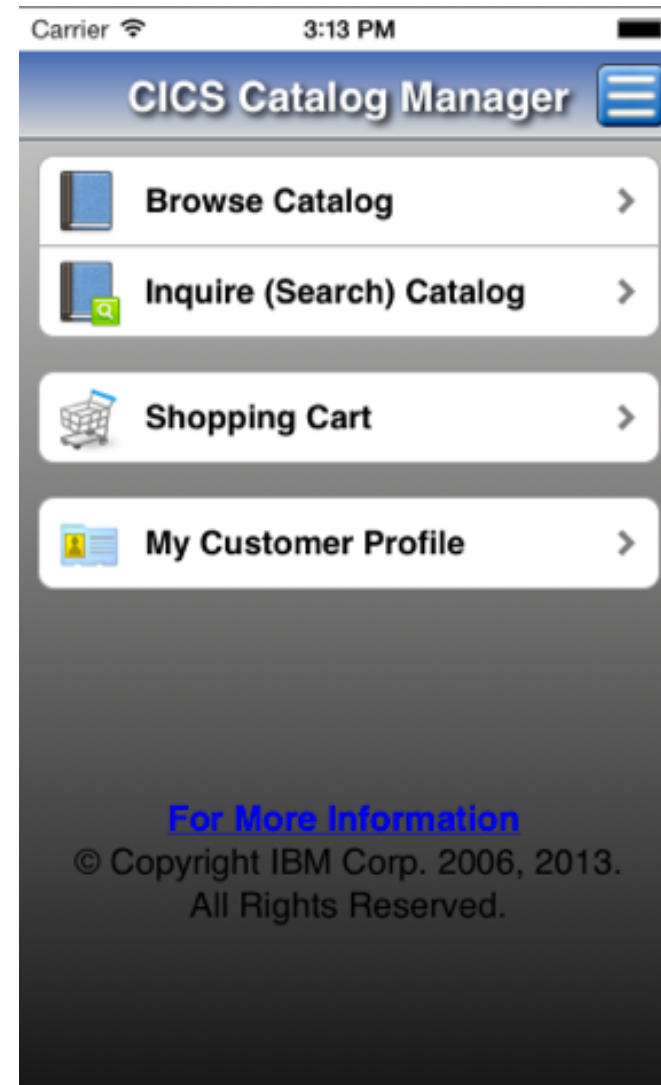 Carrier 3:13 PM
CICS Catalog Manager
Browse Catalog
Inquire (Search) Catalog
Shopping Cart
My Customer Profile
For More Information
© Copyright IBM Corp. 2006, 2013.
All Rights Reserved.